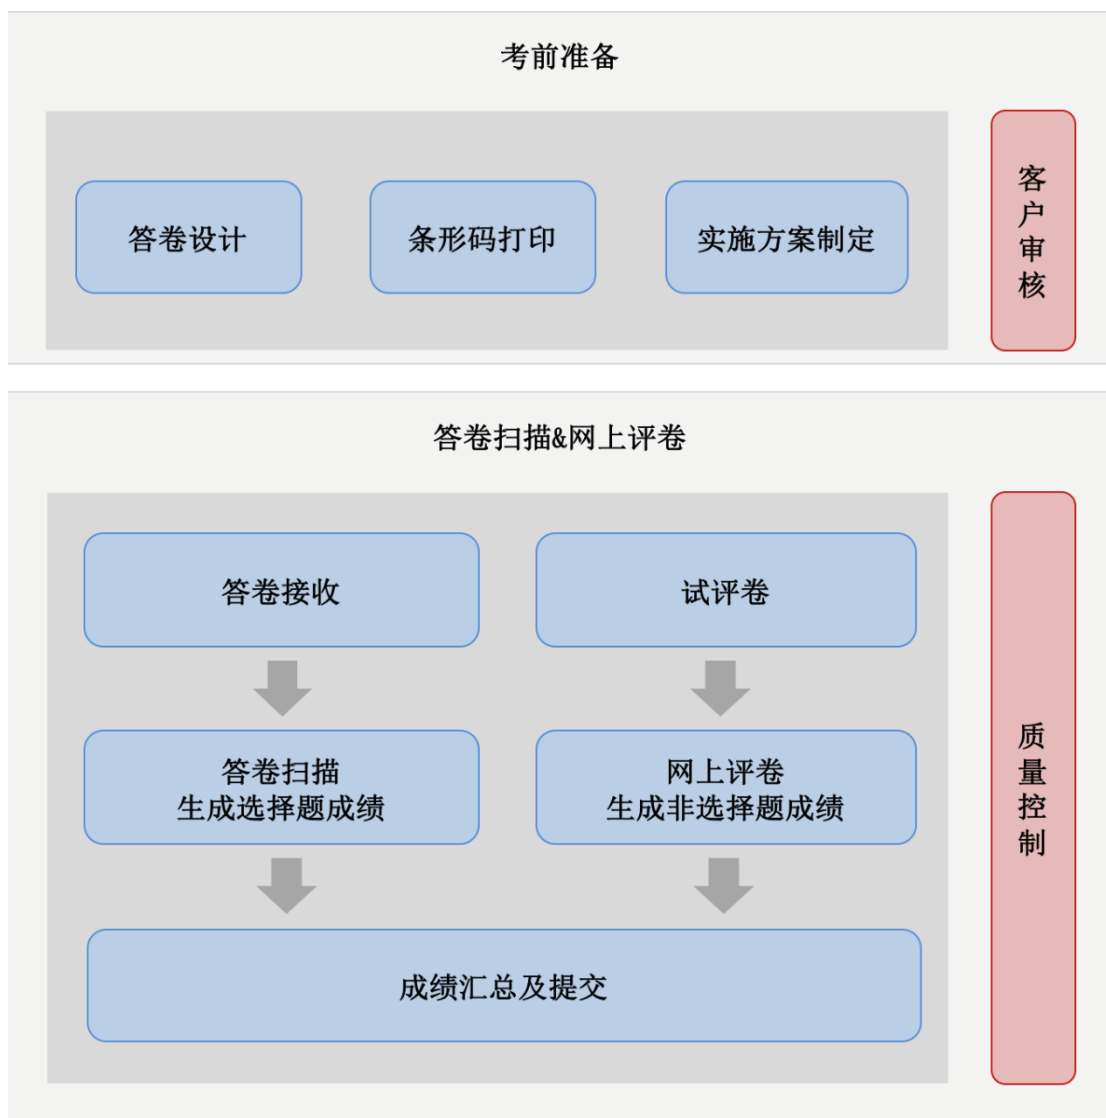 考前准备
答卷设计
条形码打印
实施方案制定
客户审核
答卷扫描&网上评卷
答卷接收
试评卷
答卷扫描
生成选择题成绩
网上评卷
生成非选择题成绩
成绩汇总及提交
质量控制